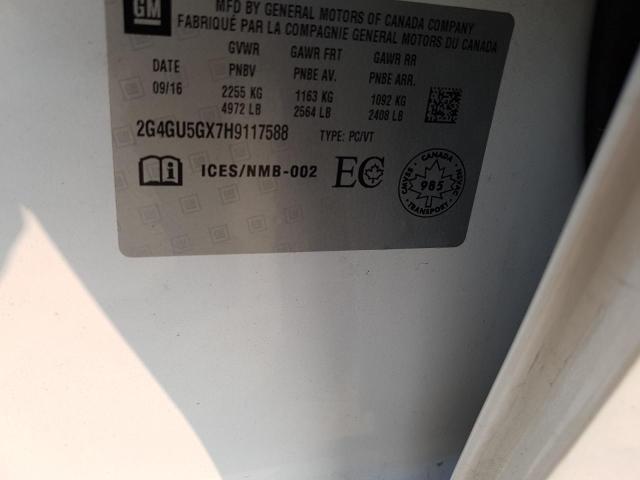 GM
MFD BY GENERAL MOTORS OF CANADA COMPANY
FABRIQUÉ PAR LA COMPAGNIE GENERAL MOTORS DU CANADA
GVWR GAWR FRT GAWR RR
DATE PNBV PNBE AV. PNBE ARR.
09/16 2255 KG 1163 KG 1092 KG
4972 LB 2564 LB 2408 LB
2G4GU5GX7H9117588 TYPE: PC/VT
ICES/NMB-002 EC
CANADA
CMVSS 985 NSVAC
TRANSPORT